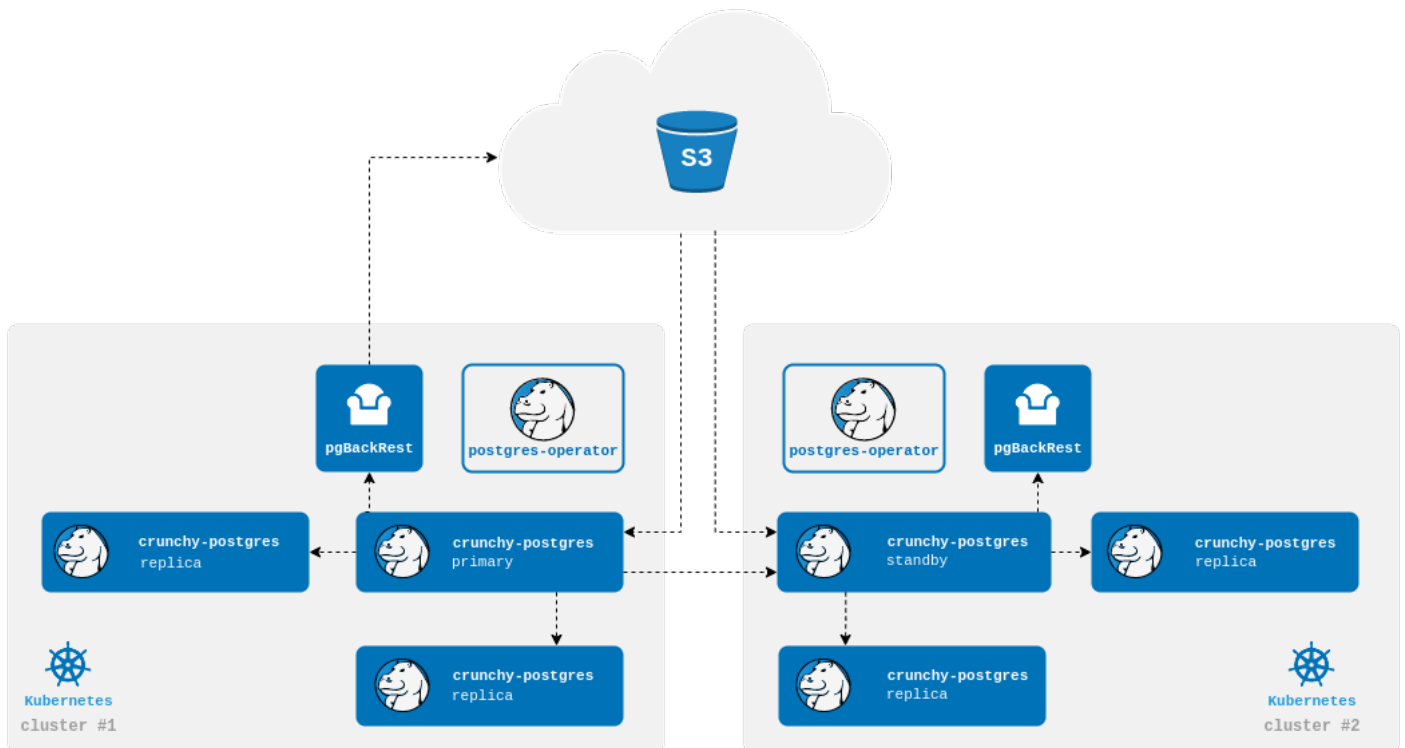 S3
pgBackRest
postgres-operator
crunchy-postgres
replica
crunchy-postgres
primary
crunchy-postgres
replica
Kubernetes
cluster #1
postgres-operator
pgBackRest
crunchy-postgres
standby
crunchy-postgres
replica
crunchy-postgres
replica
Kubernetes
cluster #2